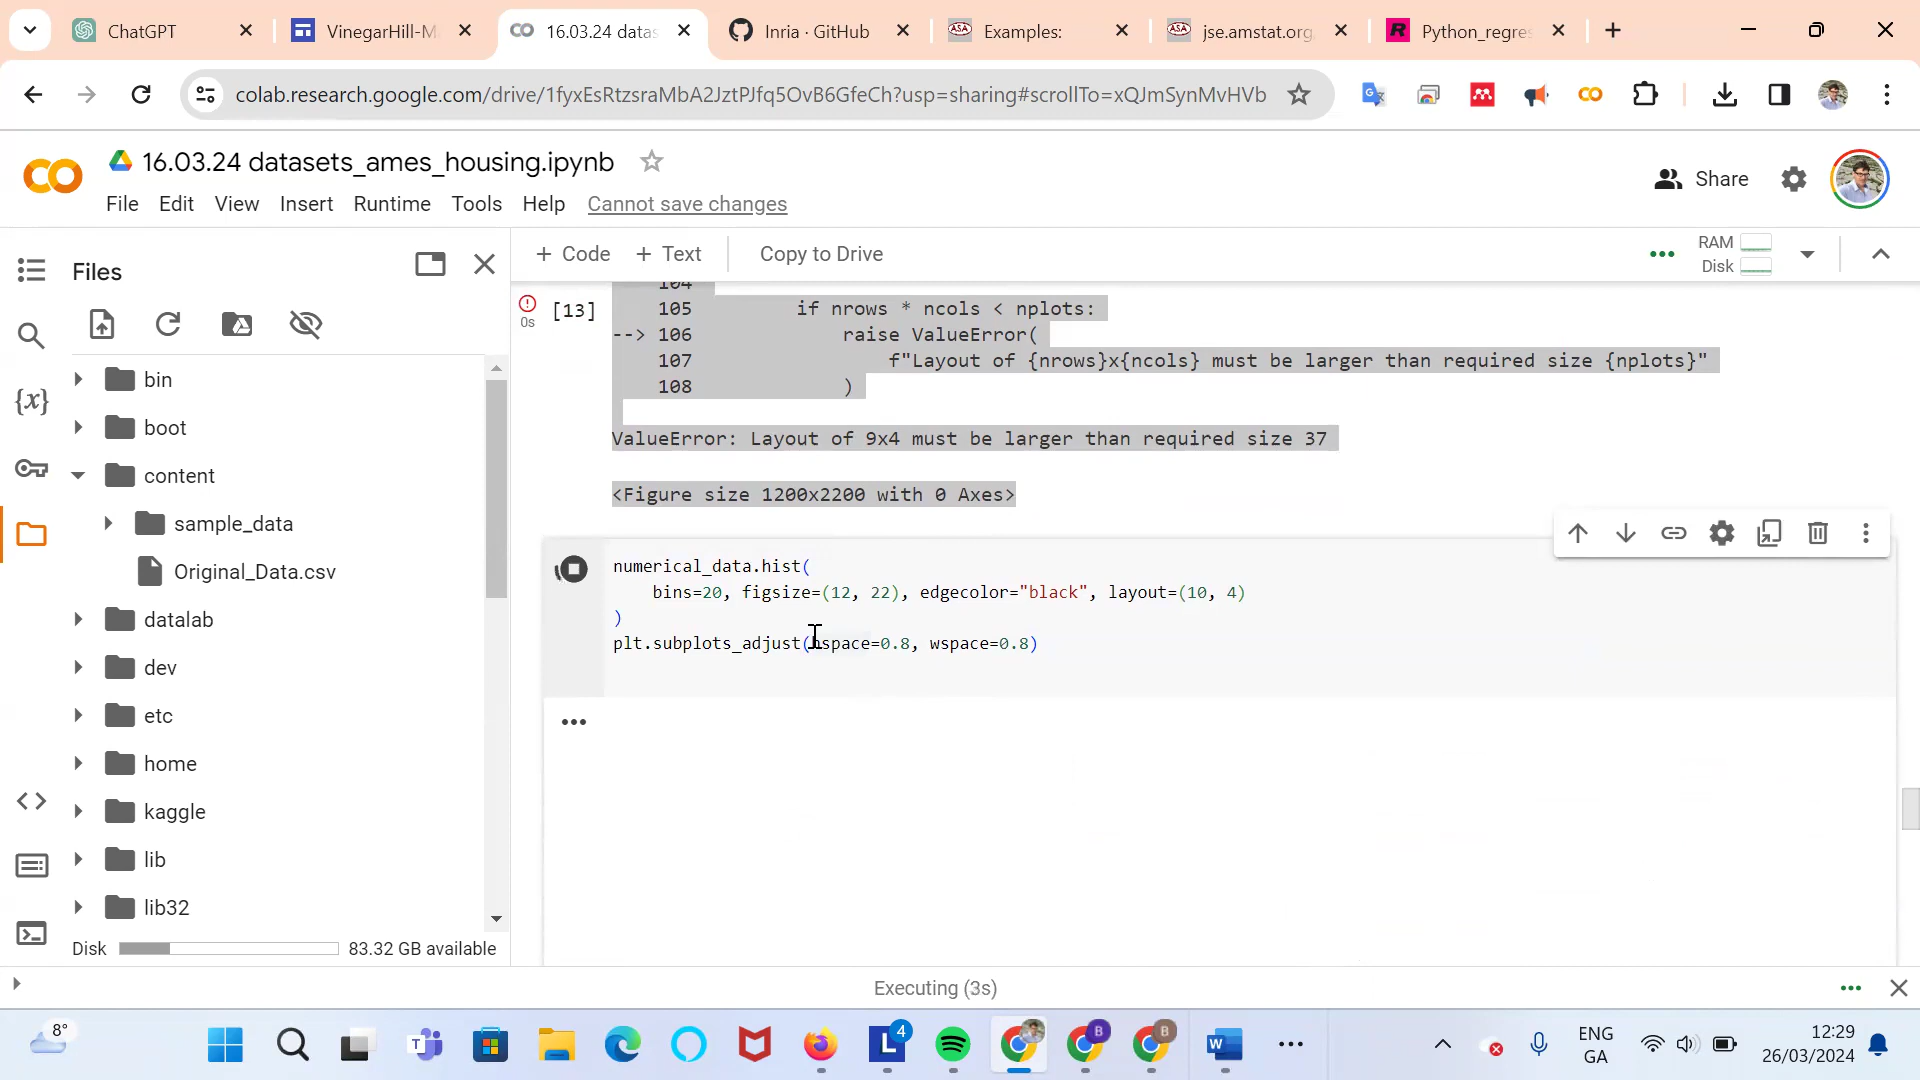 ChatGPT
VinegarHill-M
16.03.24 datas
Inria · GitHub
Examples:
jse.amstat.org
Python_regres
colab.research.google.com/drive/1fyxEsRtzsraMbA2JztPJfq5OvB6GfeCh?usp=sharing#scrollTo=xQJmSynMvHVb
16.03.24 datasets_ames_housing.ipynb
Share
File Edit View Insert Runtime Tools Help Cannot save changes
Files
+ Code + Text Copy to Drive
RAM
Disk
bin
boot
content
sample_data
Original_Data.csv
datalab
dev
etc
home
kaggle
lib
lib32
Disk 83.32 GB available
[13]
0s
104
105 if nrows * ncols < nplots:
--> 106 raise ValueError(
107 f"Layout of {nrows}x{ncols} must be larger than required size {nplots}"
108 )
ValueError: Layout of 9x4 must be larger than required size 37
<Figure size 1200x2200 with 0 Axes>
numerical_data.hist(
bins=20, figsize=(12, 22), edgecolor="black", layout=(10, 4)
)
plt.subplots_adjust(hspace=0.8, wspace=0.8)
Executing (3s)
8°
4
ENG
GA
12:29
26/03/2024